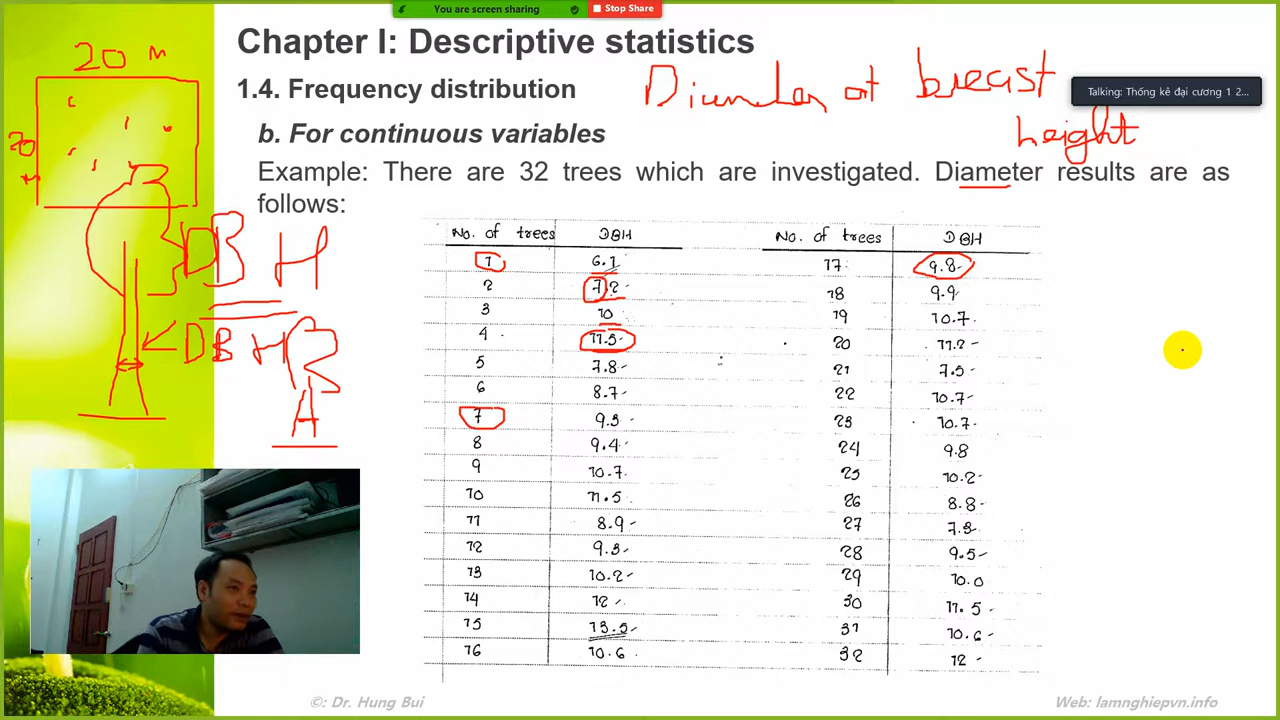 You are screen sharing Stop Share
Chapter I: Descriptive statistics
20 m
1.4. Frequency distribution
Diameter at breast
height
Talking: Thống kê đại cương 1 2...
b. For continuous variables
20
m
Example: There are 32 trees which are investigated. Diameter results are as
follows:
DBH
DBH
No. of trees DBH No. of trees DBH
1 6.1 17 9.8
2 7.2 18 9.9
3 10 19 10.7
4 11.5 20 11.2
5 7.8 21 7.5
6 8.7 22 10.7
7 9.3 23 10.7
8 9.4 24 9.8
9 10.7 25 10.2
10 11.5 26 8.8
11 8.9 27 7.3
12 9.3 28 9.5
13 10.2 29 10.0
14 12 30 11.5
15 13.5 31 10.6
16 10.6 32 12
©: Dr. Hung Bui
Web: lamnghiepvn.info